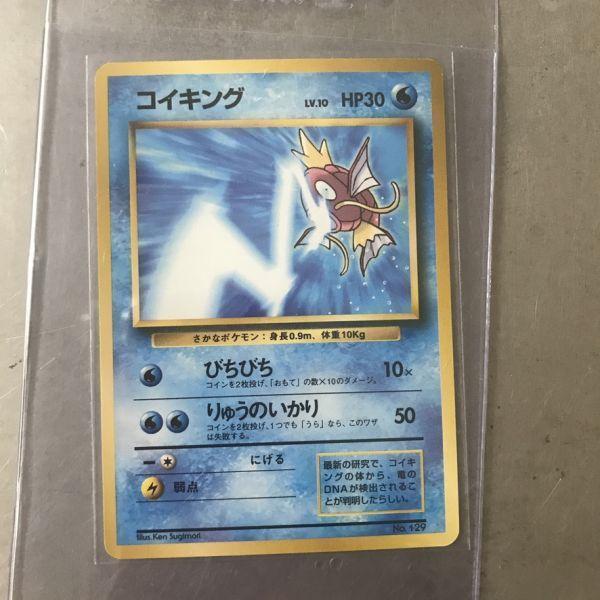 コイキング LV.10 HP30
さかなポケモン：身長0.9m、体重10Kg
びちびち 10×
コインを2枚投げ、「おもて」の数×10のダメージ。
りゅうのいかり 50
コインを2枚投げ、1つでも「うら」なら、このワザ
は失敗する。
にげる
弱点
最新の研究で、コイキ
ングの体から、竜の
DNAが検出されること
が判明したらしい。
Illus.Ken Sugimori
No. 129